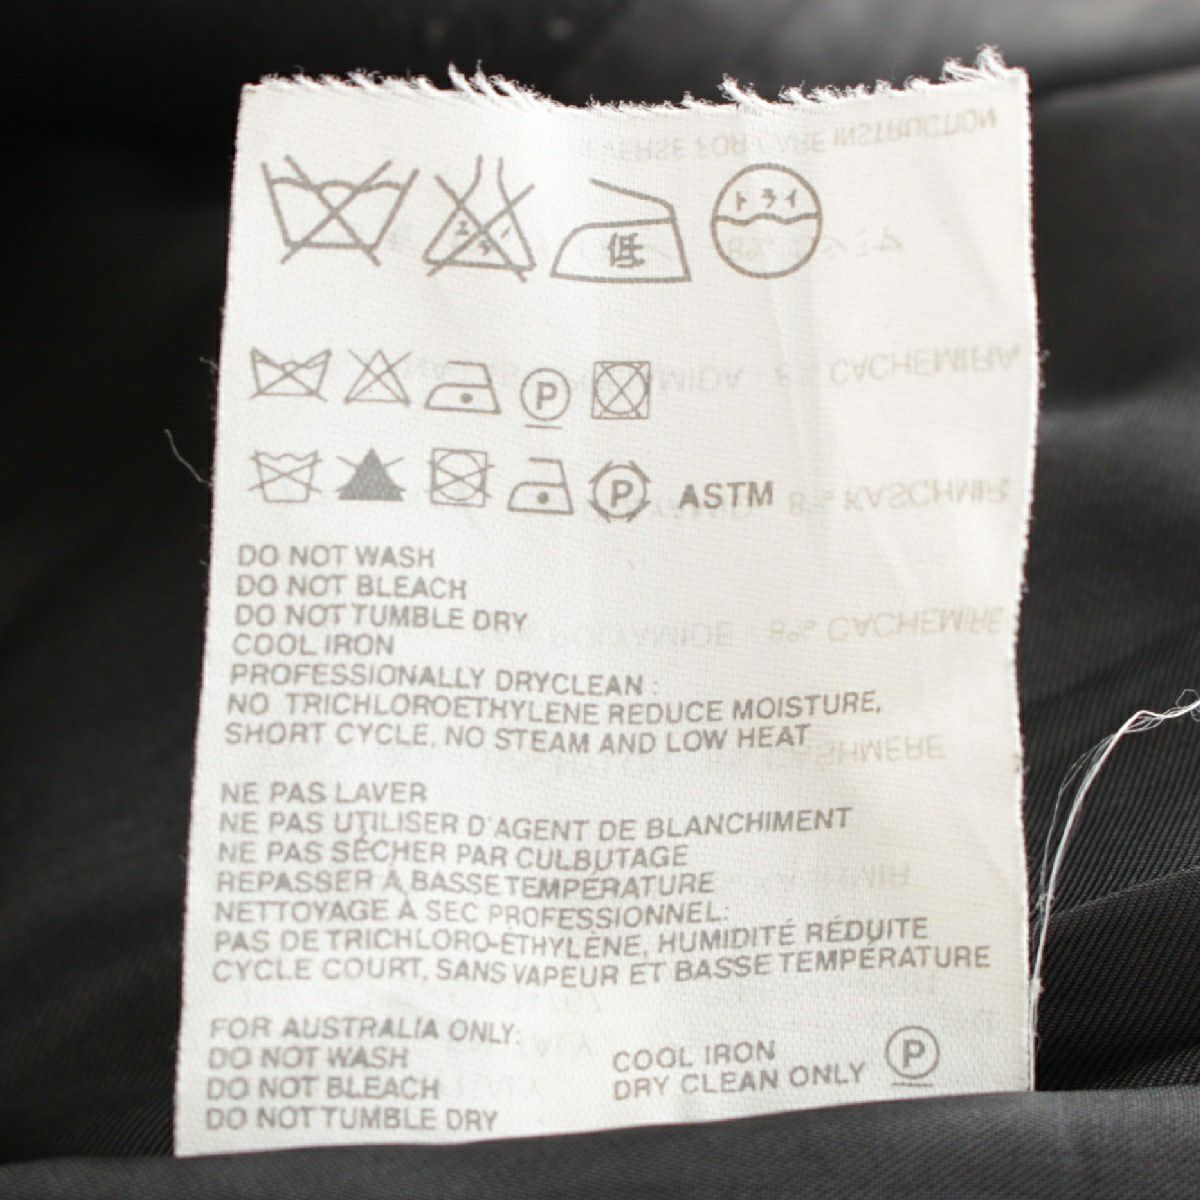 エンソ
低
ドライ
P
P ASTM
DO NOT WASH
DO NOT BLEACH
DO NOT TUMBLE DRY
COOL IRON
PROFESSIONALLY DRYCLEAN :
NO TRICHLOROETHYLENE REDUCE MOISTURE,
SHORT CYCLE, NO STEAM AND LOW HEAT
NE PAS LAVER
NE PAS UTILISER D'AGENT DE BLANCHIMENT
NE PAS SÉCHER PAR CULBUTAGE
REPASSER À BASSE TEMPÉRATURE
NETTOYAGE À SEC PROFESSIONNEL:
PAS DE TRICHLORO-ÉTHYLÈNE, HUMIDITÉ RÉDUITE
CYCLE COURT, SANS VAPEUR ET BASSE TEMPÉRATURE
FOR AUSTRALIA ONLY:
DO NOT WASH
DO NOT BLEACH
DO NOT TUMBLE DRY
COOL IRON
DRY CLEAN ONLY
P